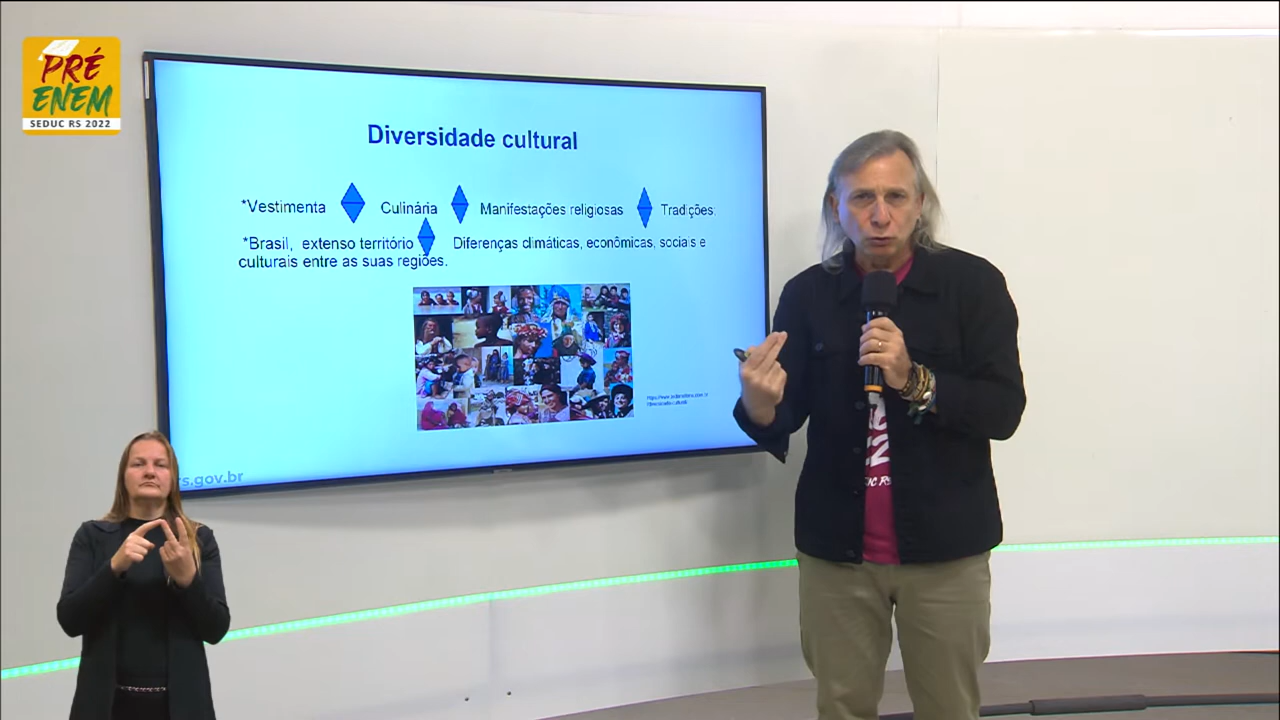 PRÉ
ENEM
SEDUC RS 2022
Diversidade cultural
*Vestimenta Culinária Manifestações religiosas Tradições;
*Brasil, extenso território Diferenças climáticas, econômicas, sociais e
culturais entre as suas regiões.
rs.gov.br